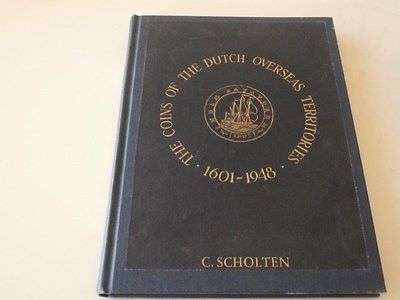 · THE COINS OF THE DUTCH OVERSEAS TERRITORIES ·
1601-1948
C. SCHOLTEN